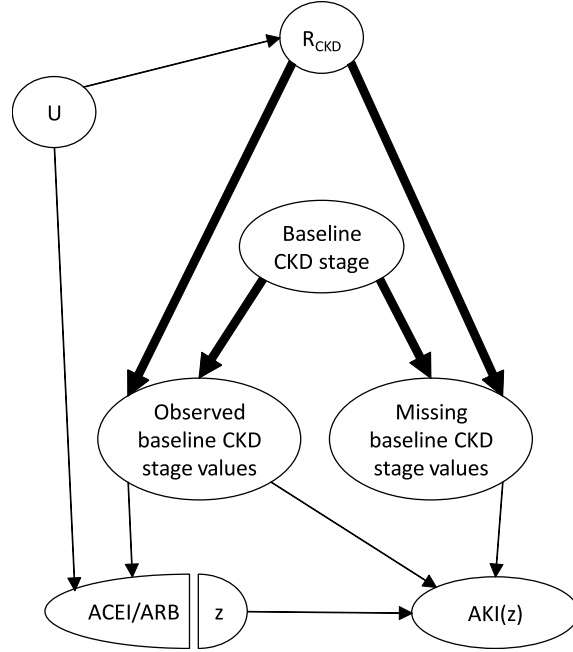 R_CKD
U
Baseline
CKD stage
Observed
baseline CKD
stage values
Missing
baseline CKD
stage values
ACEI/ARB
z
AKI(z)